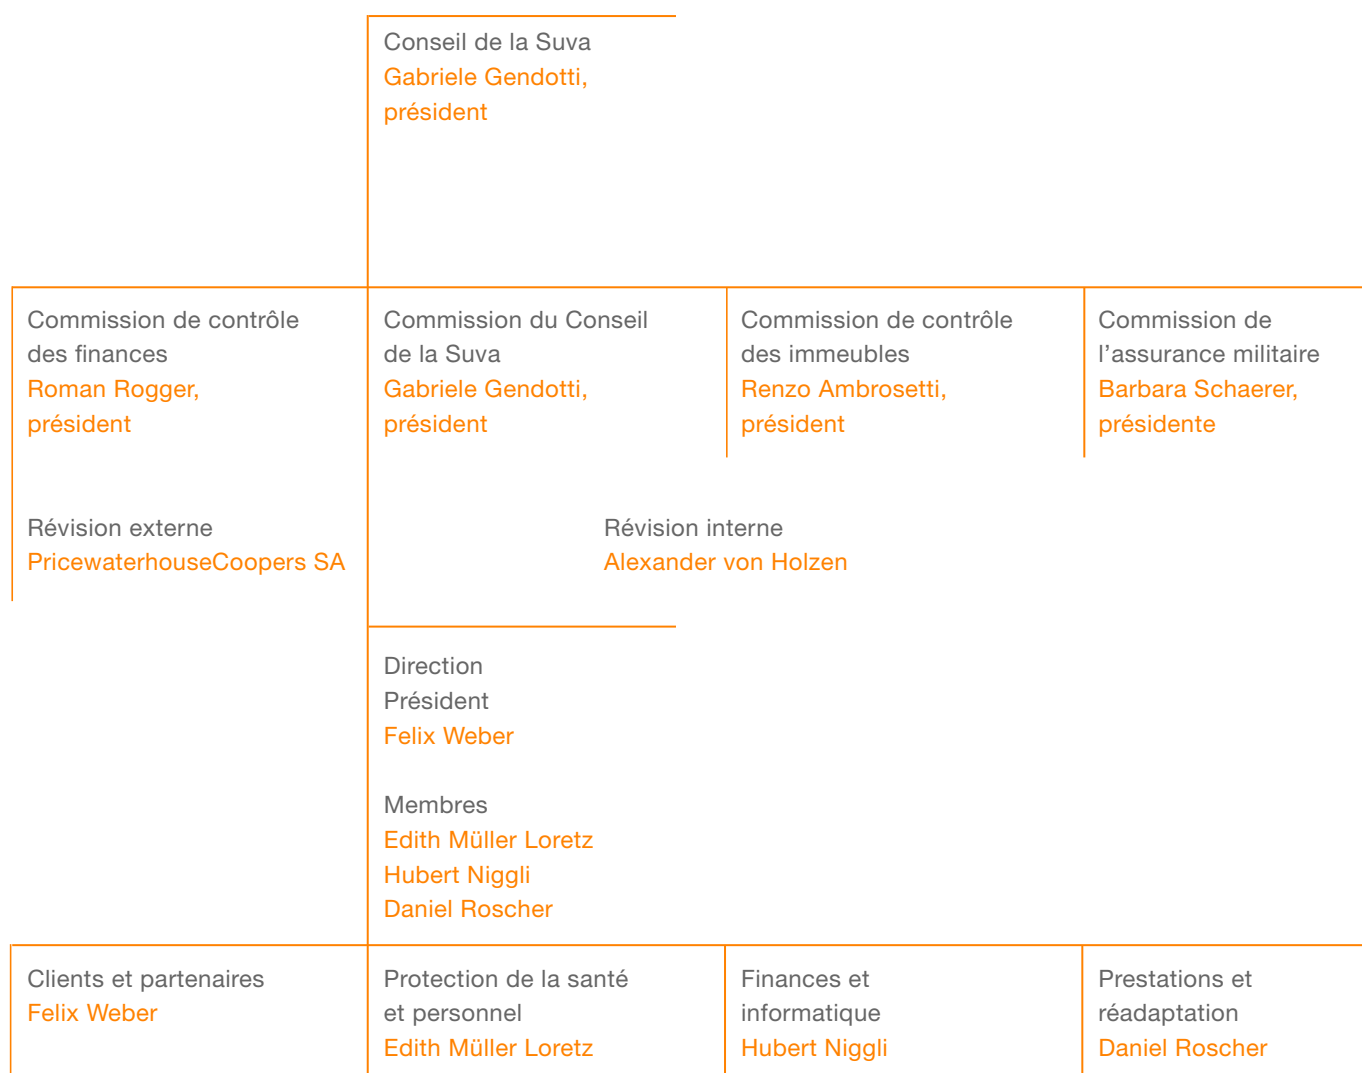 Conseil de la Suva
Gabriele Gendotti,
président
Commission de contrôle
des finances
Roman Rogger,
président
Commission du Conseil
de la Suva
Gabriele Gendotti,
président
Commission de contrôle
des immeubles
Renzo Ambrosetti,
président
Commission de
l’assurance militaire
Barbara Schaerer,
présidente
Révision externe
PricewaterhouseCoopers SA
Révision interne
Alexander von Holzen
Direction
Président
Felix Weber
Membres
Edith Müller Loretz
Hubert Niggli
Daniel Roscher
Clients et partenaires
Felix Weber
Protection de la santé
et personnel
Edith Müller Loretz
Finances et
informatique
Hubert Niggli
Prestations et
réadaptation
Daniel Roscher